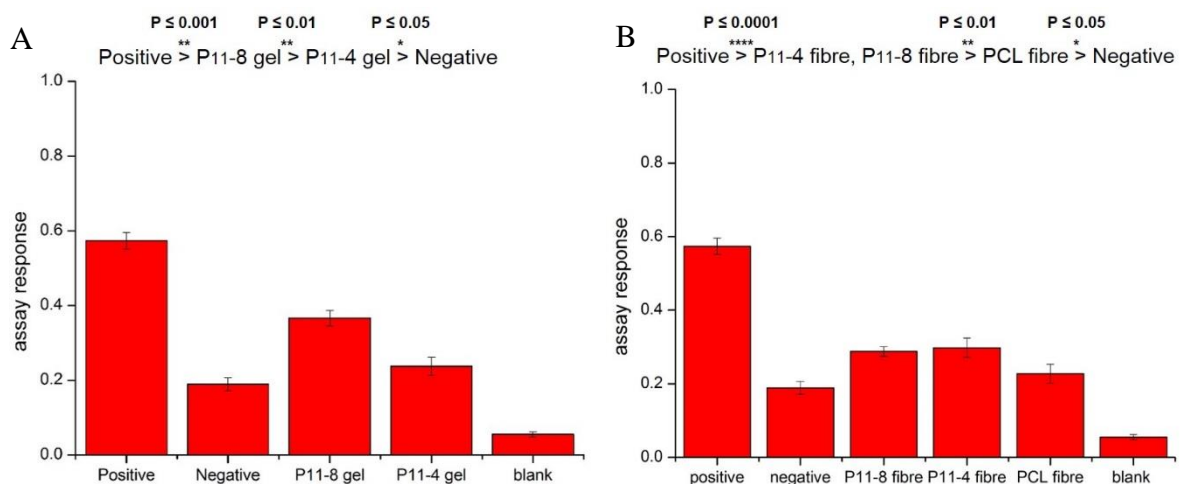 A
P ≤ 0.001 P ≤ 0.01 P ≤ 0.05
** ** *
Positive > P11-8 gel > P11-4 gel > Negative
1.0
0.8
0.6
0.4
0.2
0.0
assay response
Positive Negative P11-8 gel P11-4 gel blank
B
P ≤ 0.0001 P ≤ 0.01 P ≤ 0.05
**** ** *
Positive > P11-4 fibre, P11-8 fibre > PCL fibre > Negative
1.0
0.8
0.6
0.4
0.2
0.0
assay response
positive negative P11-8 fibre P11-4 fibre PCL fibre blank